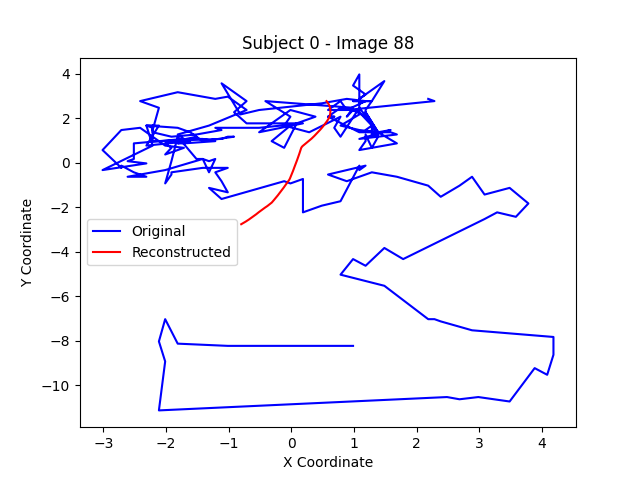 Subject 0 - Image 88
4
2
0
−2
−4
−6
−8
−10
Y Coordinate
Original
Reconstructed
−3 −2 −1 0 1 2 3 4
X Coordinate